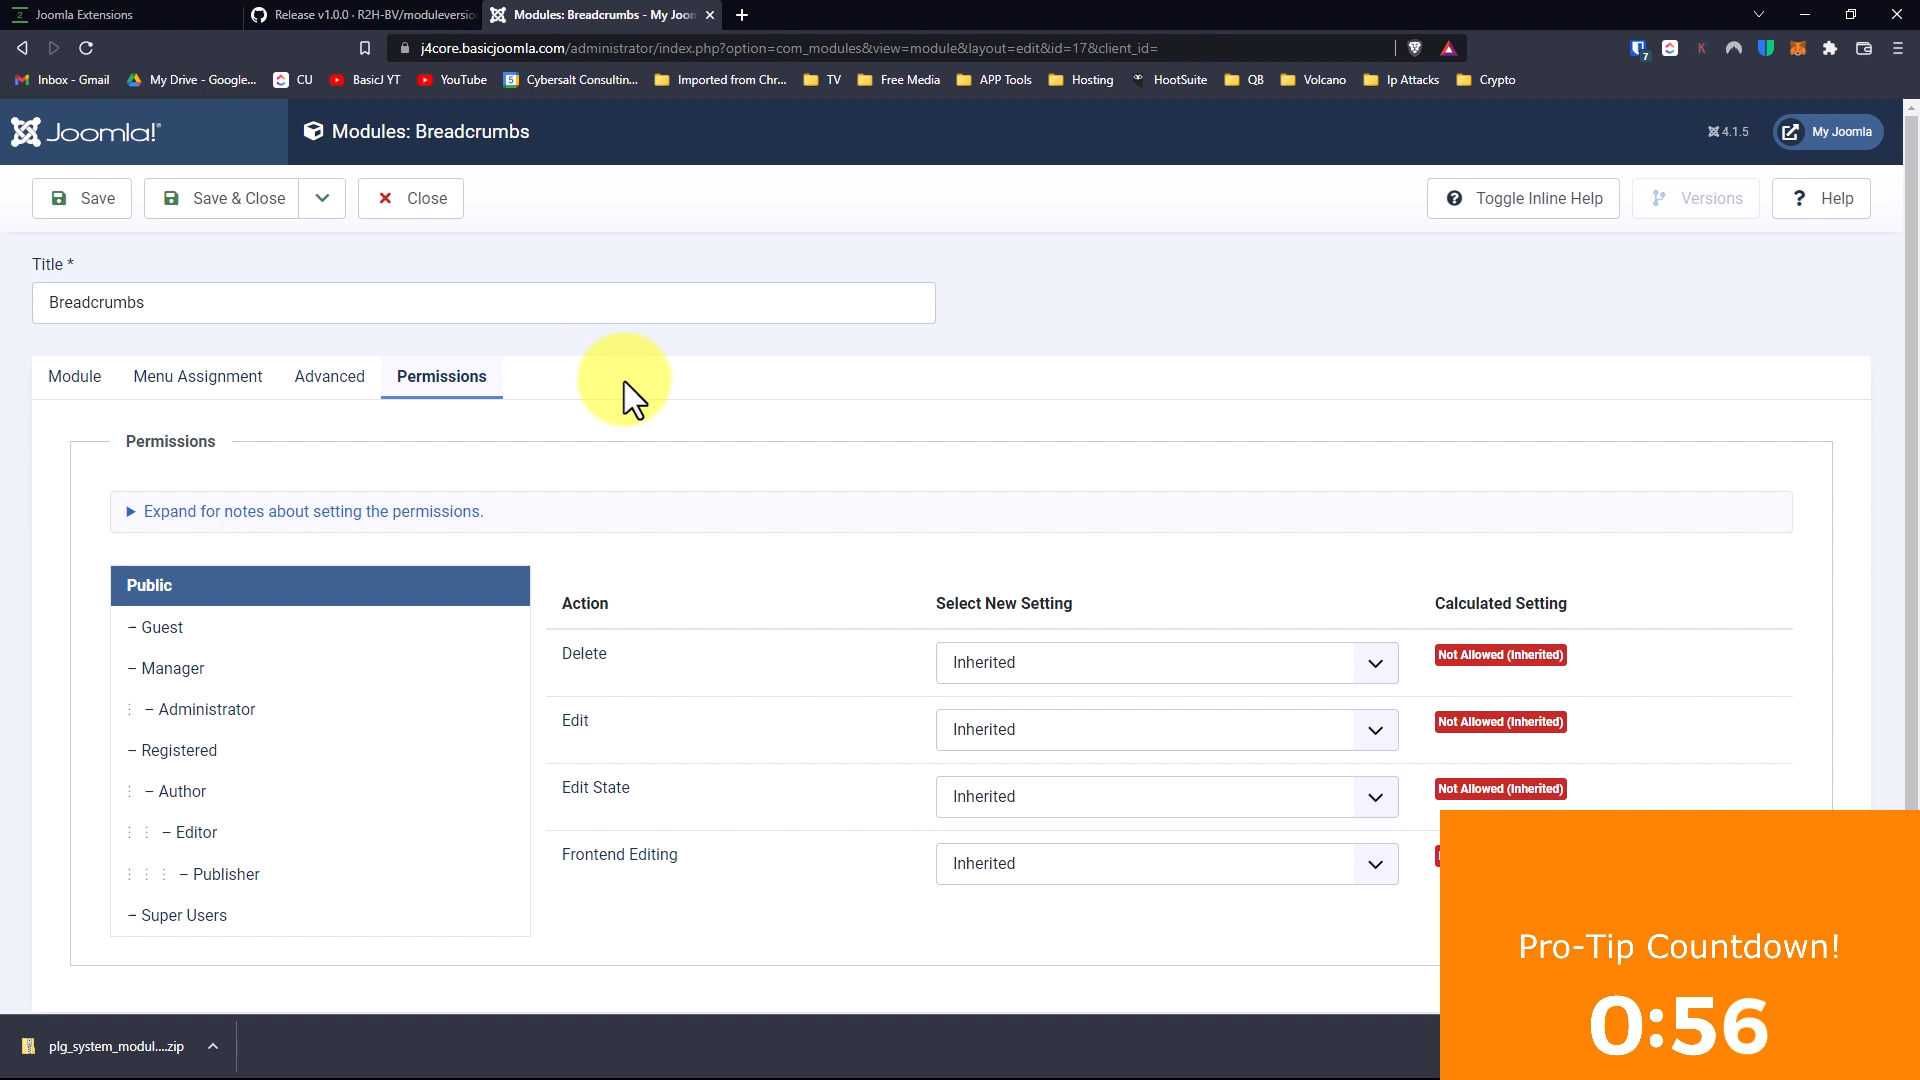 Joomla Extensions
Release v1.0.0 · R2H-BV/moduleversio
Modules: Breadcrumbs - My Joo
j4core.basicjoomla.com/administrator/index.php?option=com_modules&view=module&layout=edit&id=17&client_id=
7
Inbox - Gmail
My Drive - Google...
CU
BasicJ YT
YouTube
Cybersalt Consultin...
Imported from Chr...
TV
Free Media
APP Tools
Hosting
HootSuite
QB
Volcano
Ip Attacks
Crypto
Joomla!
Modules: Breadcrumbs
4.1.5
My Joomla
Save
Save & Close
Close
Toggle Inline Help
Versions
Help
Title *
Breadcrumbs
Module
Menu Assignment
Advanced
Permissions
Permissions
Expand for notes about setting the permissions.
Public
– Guest
– Manager
– Administrator
– Registered
– Author
– Editor
– Publisher
– Super Users
Action
Select New Setting
Calculated Setting
Delete
Inherited
Not Allowed (Inherited)
Edit
Inherited
Not Allowed (Inherited)
Edit State
Inherited
Not Allowed (Inherited)
Frontend Editing
Inherited
Pro-Tip Countdown!
0:56
plg_system_modul....zip